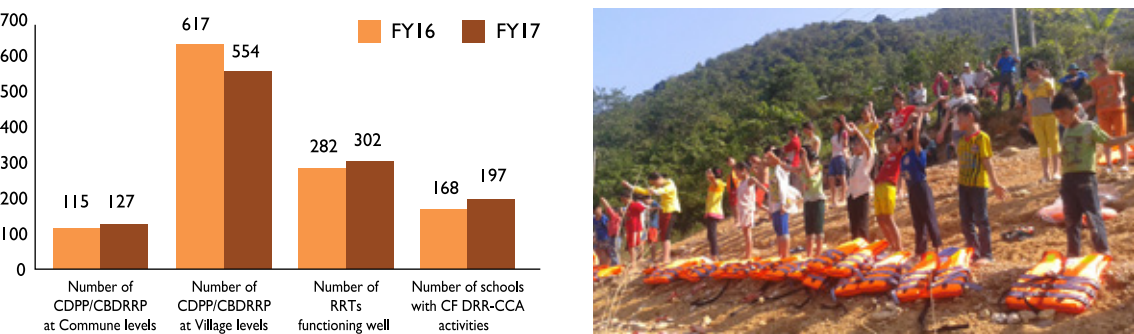 700
600
500
400
300
200
100
0
617
554
FY16
FY17
282
302
115
127
168
197
Number of
CDPP/CBDRRP
at Commune levels
Number of
CDPP/CBDRRP
at Village levels
Number of
RRTs
functioning well
Number of schools
with CF DRR-CCA
activities